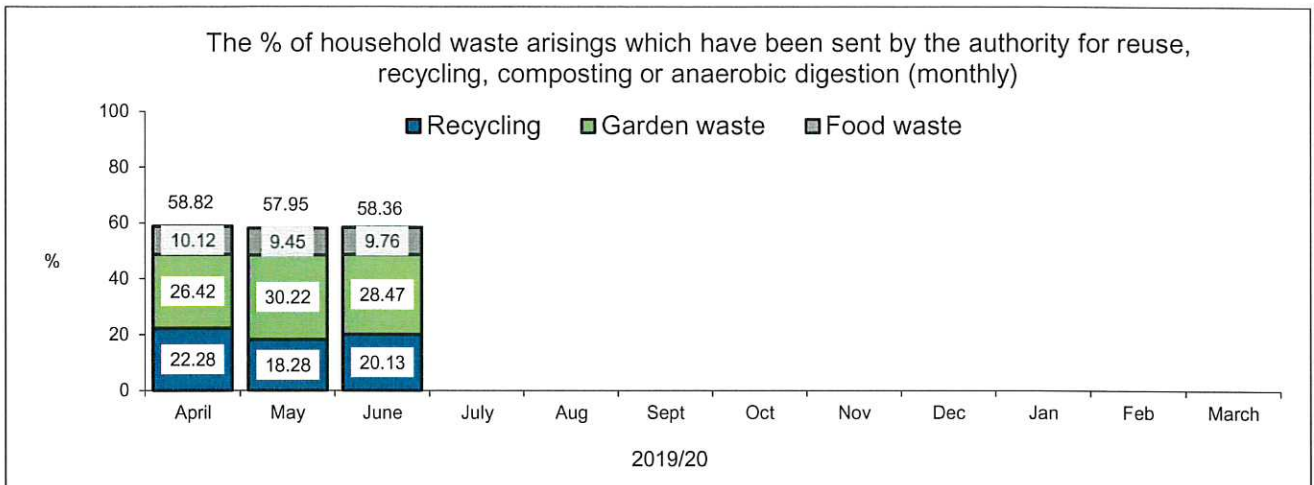 The % of household waste arisings which have been sent by the authority for reuse,
recycling, composting or anaerobic digestion (monthly)
Recycling Garden waste Food waste
100
80
60
40
20
0
%
58.82 57.95 58.36
10.12 9.45 9.76
26.42 30.22 28.47
22.28 18.28 20.13
April May June July Aug Sept Oct Nov Dec Jan Feb March
2019/20